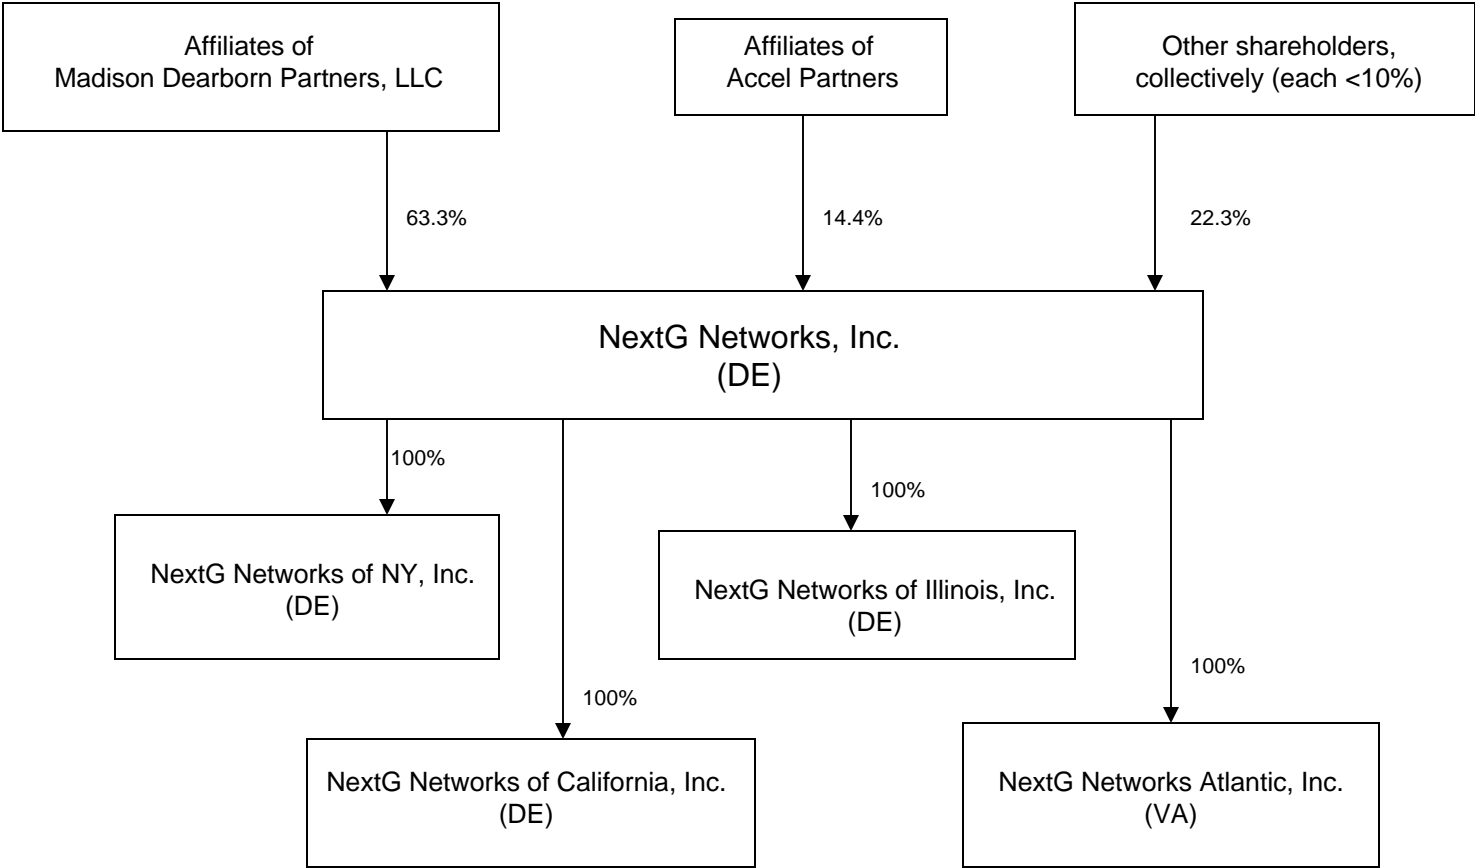 Affiliates of
Madison Dearborn Partners, LLC
Affiliates of
Accel Partners
Other shareholders,
collectively (each <10%)
63.3%
14.4%
22.3%
NextG Networks, Inc.
(DE)
100%
100%
NextG Networks of NY, Inc.
(DE)
NextG Networks of Illinois, Inc.
(DE)
100%
100%
NextG Networks of California, Inc.
(DE)
NextG Networks Atlantic, Inc.
(VA)